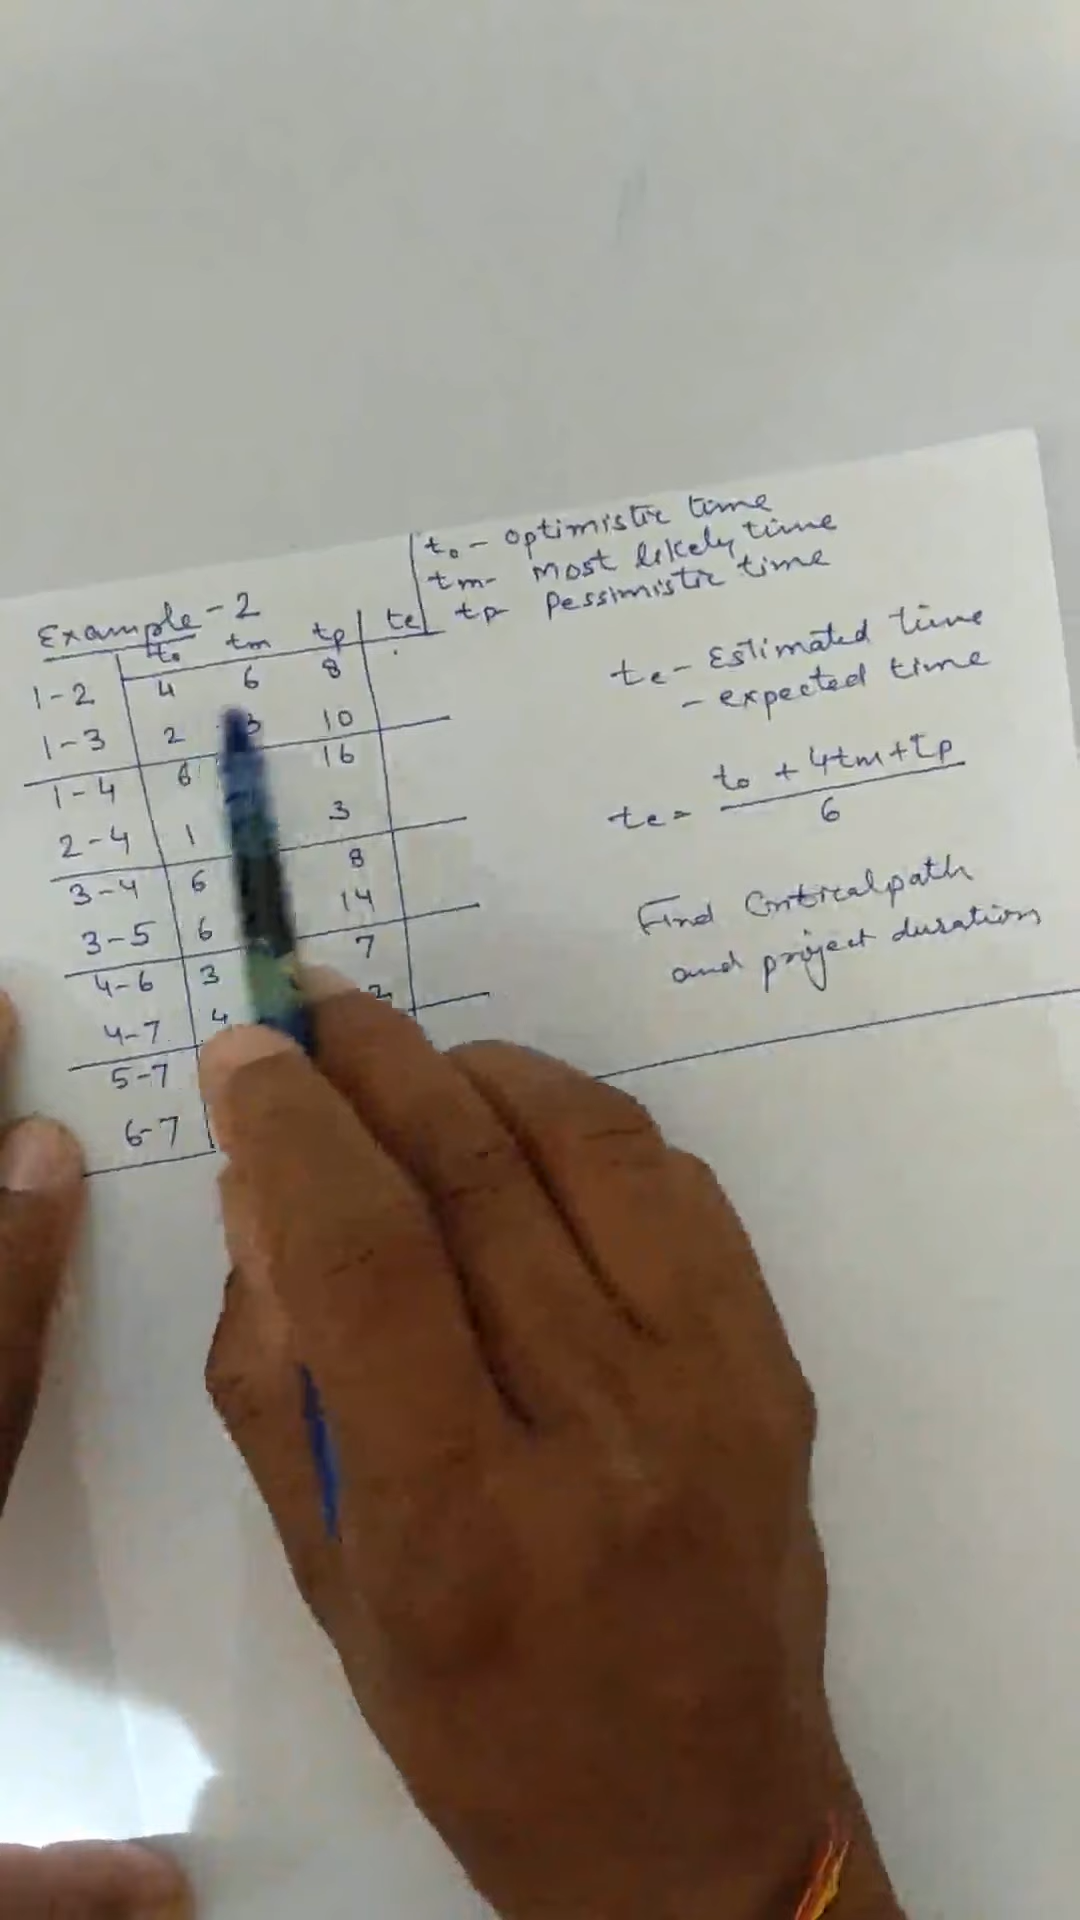 Example - 2
to tm tp te
1-2 4 6 8
1-3 2 3 10
1-4 6 16
2-4 1 3
3-4 6 8
3-5 6 14
4-6 3 7
4-7 4 2
5-7
6-7
to - optimistic time
tm - most likely time
tp - Pessimistic time
te - Estimated time
- expected time
te = to + 4tm + tp
6
Find Critical path
and project duration